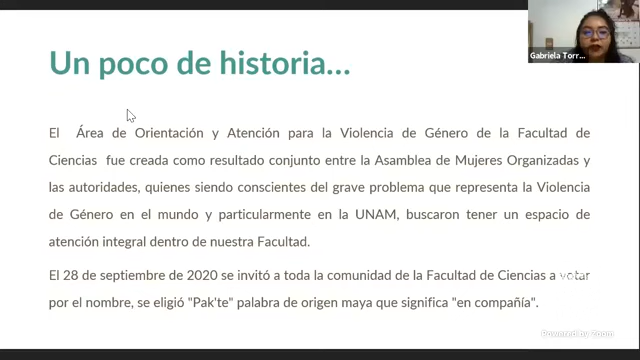 Un poco de historia...
Gabriela Torr...
El Área de Orientación y Atención para la Violencia de Género de la Facultad de
Ciencias fue creada como resultado conjunto entre la Asamblea de Mujeres Organizadas y
las autoridades, quienes siendo conscientes del grave problema que representa la Violencia
de Género en el mundo y particularmente en la UNAM, buscaron tener un espacio de
atención integral dentro de nuestra Facultad.
El 28 de septiembre de 2020 se invitó a toda la comunidad de la Facultad de Ciencias a votar
por el nombre, se eligió "Pak'te" palabra de origen maya que significa "en compañía".
Powered by Zoom